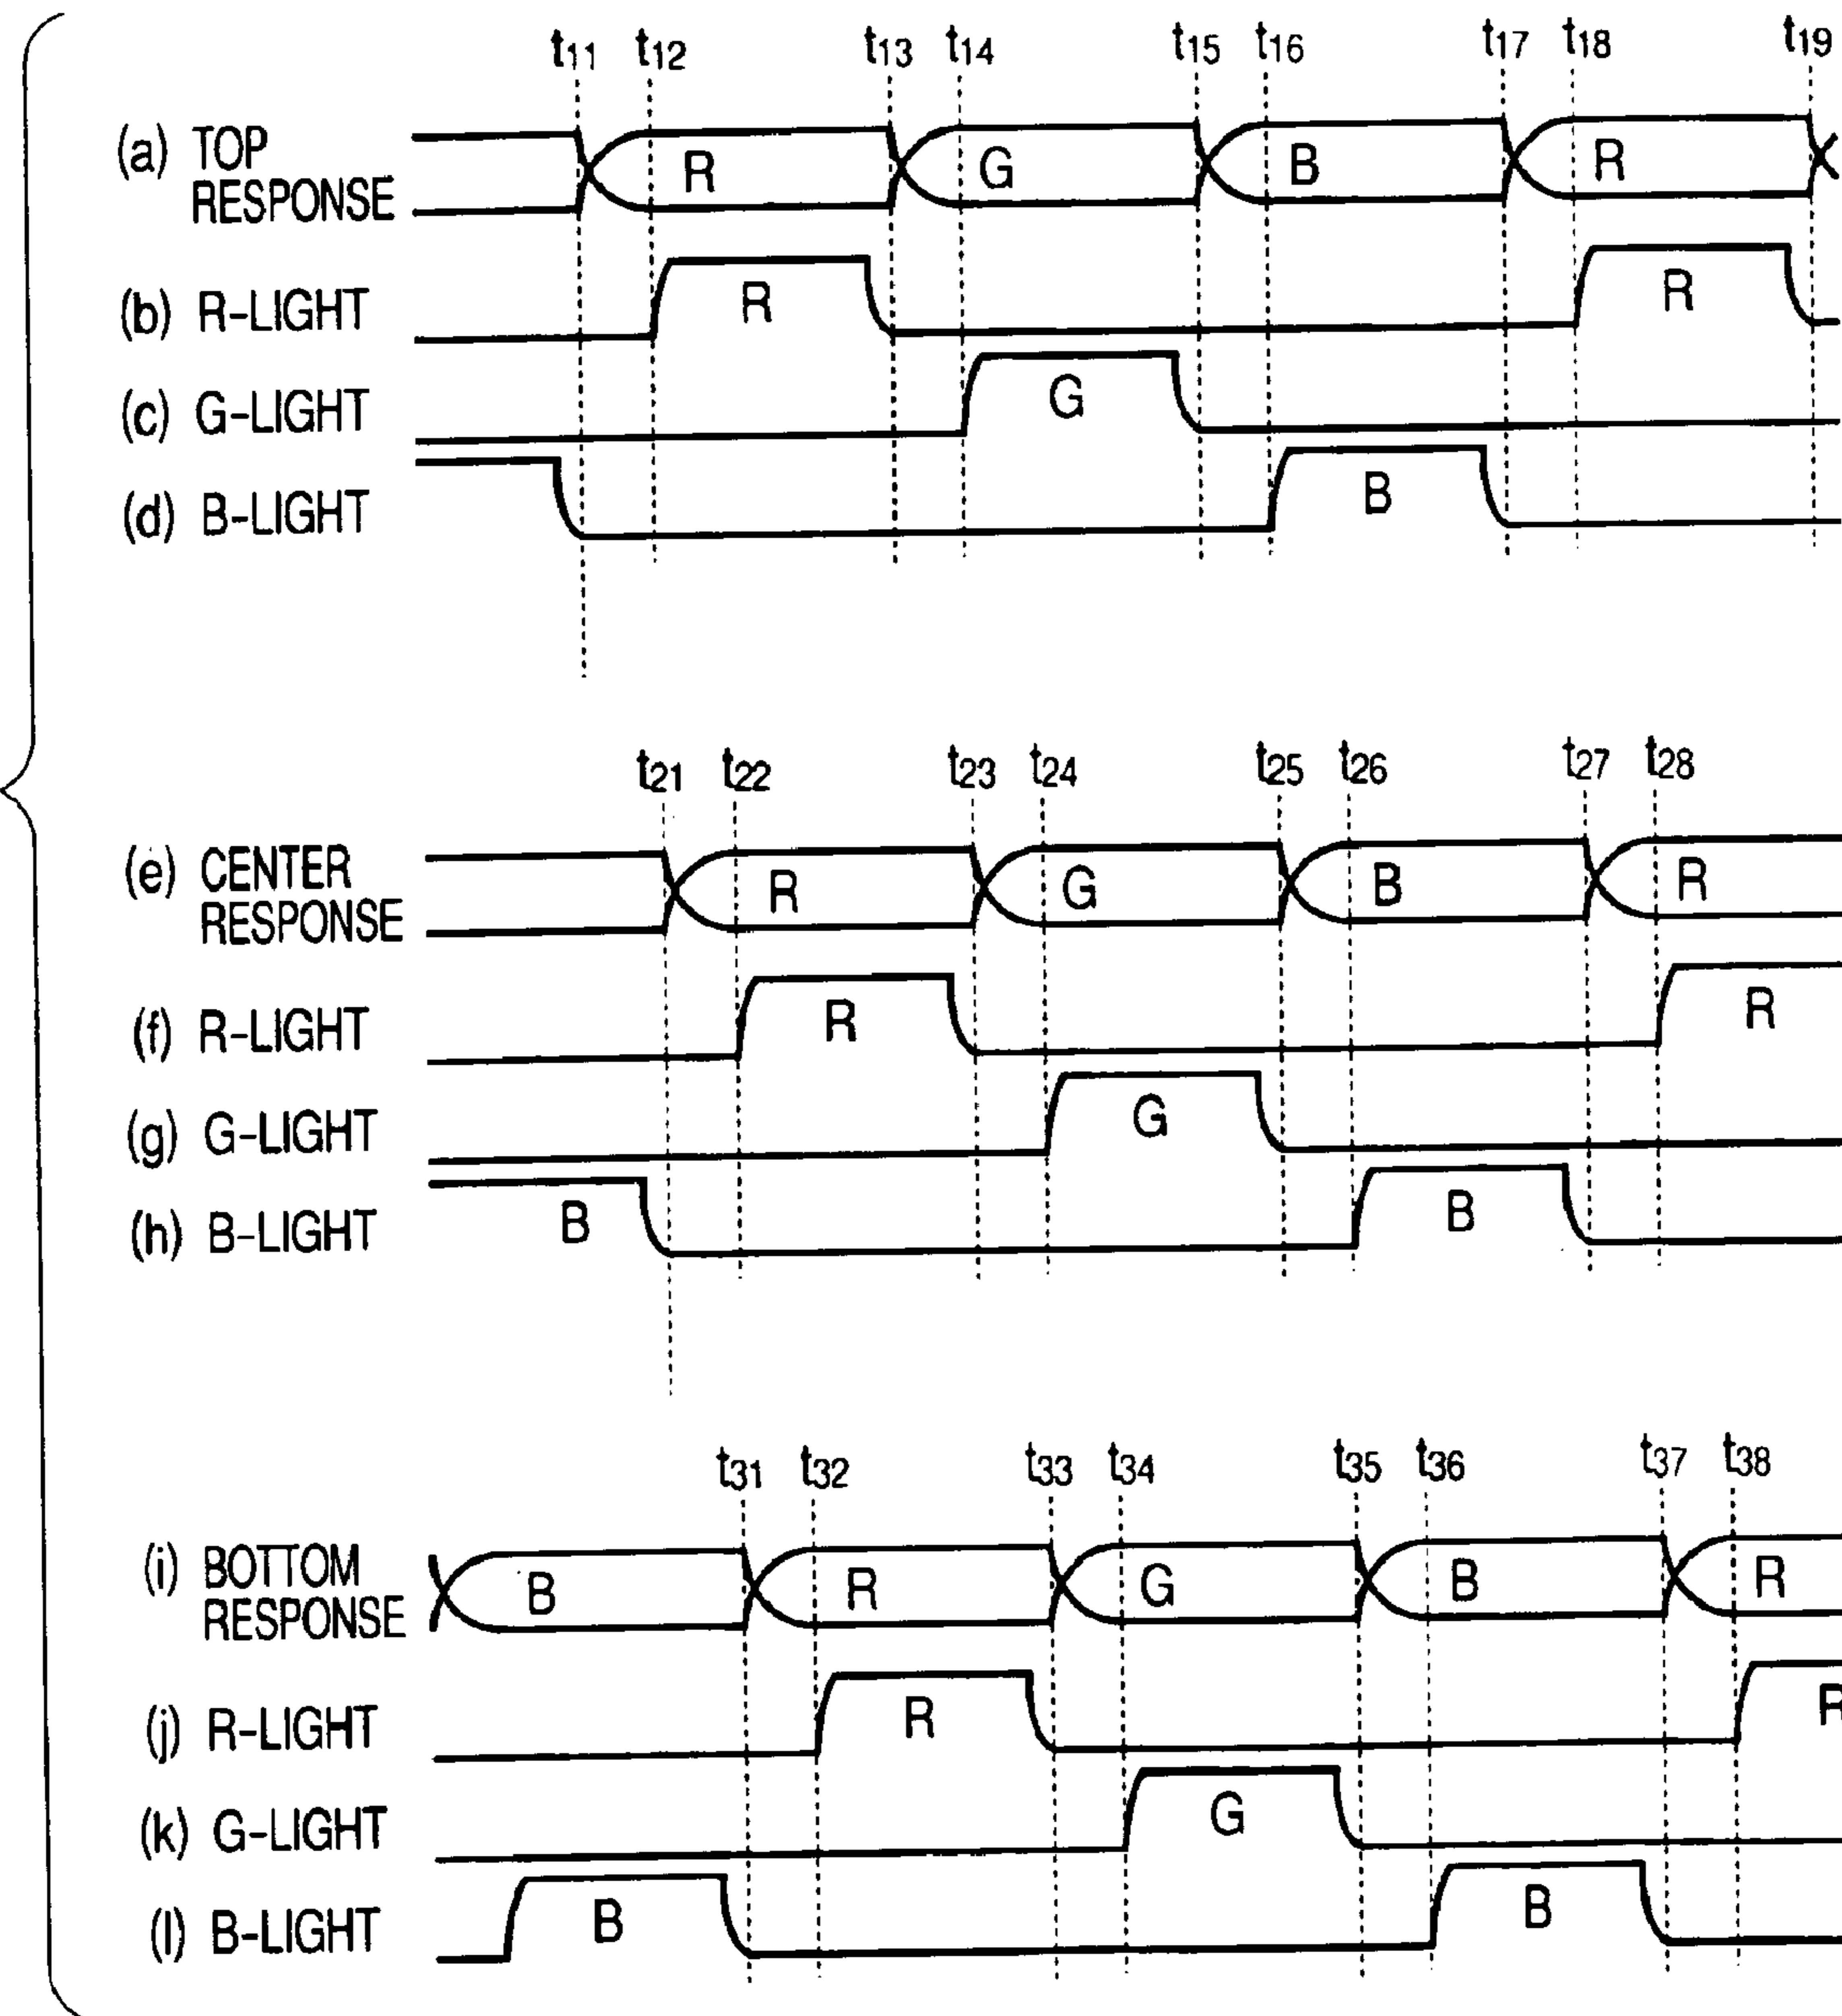 t11 t12 t13 t14 t15 t16 t17 t18 t19
(a) TOP RESPONSE R G B R
(b) R-LIGHT R R
(c) G-LIGHT G
(d) B-LIGHT B
t21 t22 t23 t24 t25 t26 t27 t28
(e) CENTER RESPONSE R G B R
(f) R-LIGHT R R
(g) G-LIGHT G
(h) B-LIGHT B B
t31 t32 t33 t34 t35 t36 t37 t38
(i) BOTTOM RESPONSE B R G B R
(j) R-LIGHT R R
(k) G-LIGHT G
(l) B-LIGHT B B